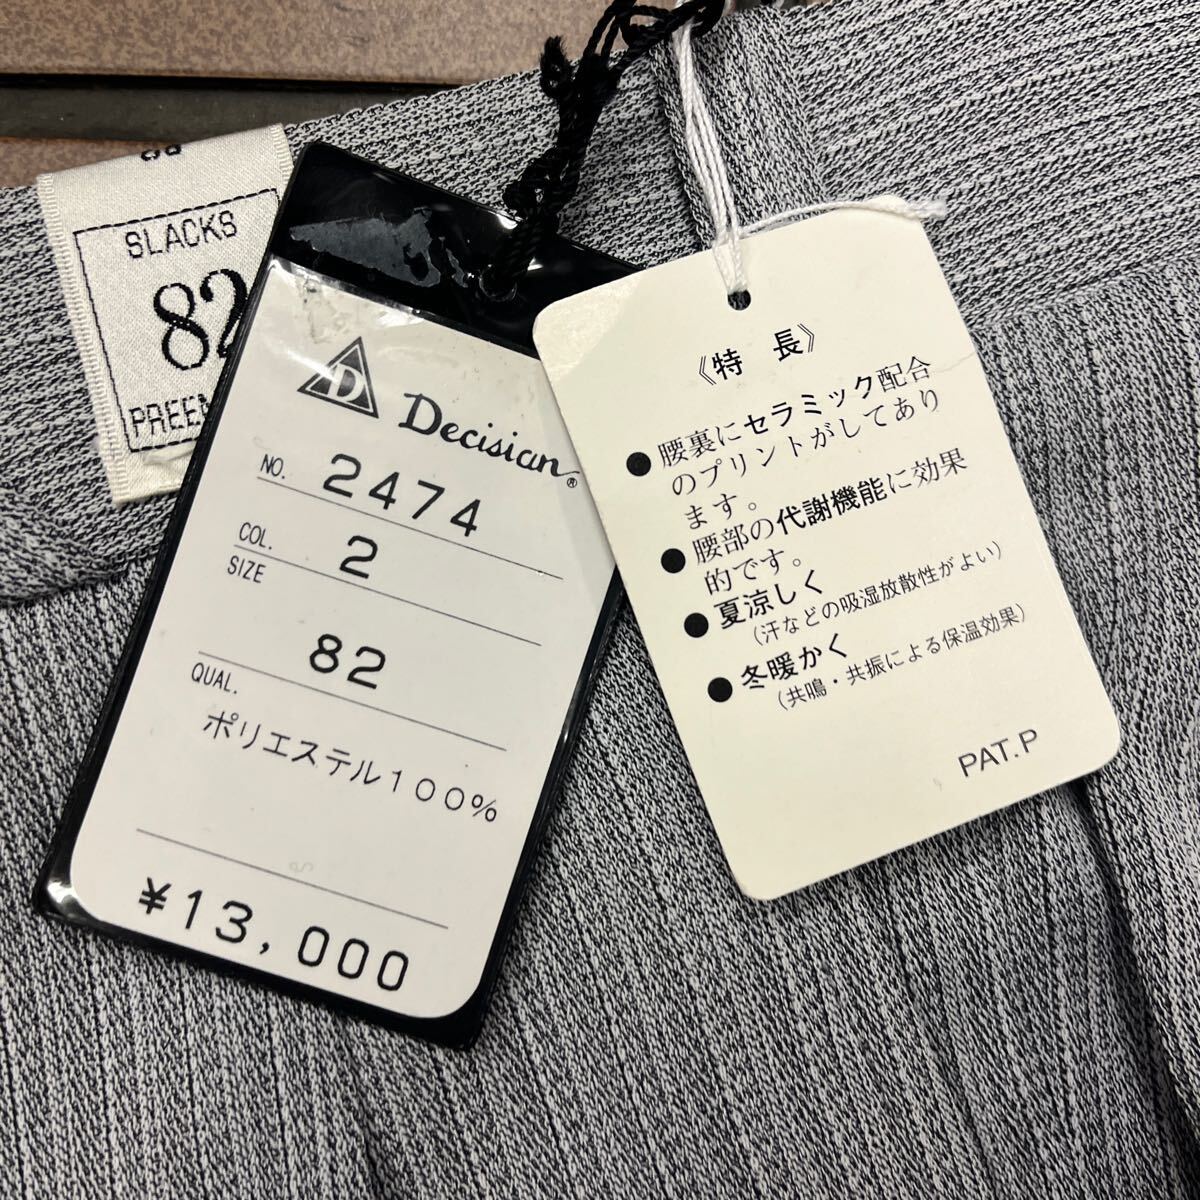 SLACKS
82
D
Decisian®
NO. 2474
COL. 2
SIZE
82
QUAL.
ポリエステル100%
¥13,000
《特 長》
●腰裏にセラミック配合
のプリントがしてあり
ます。
●腰部の代謝機能に効果
的です。
●夏涼しく
(汗などの吸湿放散性がよい)
●冬暖かく
(共鳴・共振による保温効果)
PAT.P